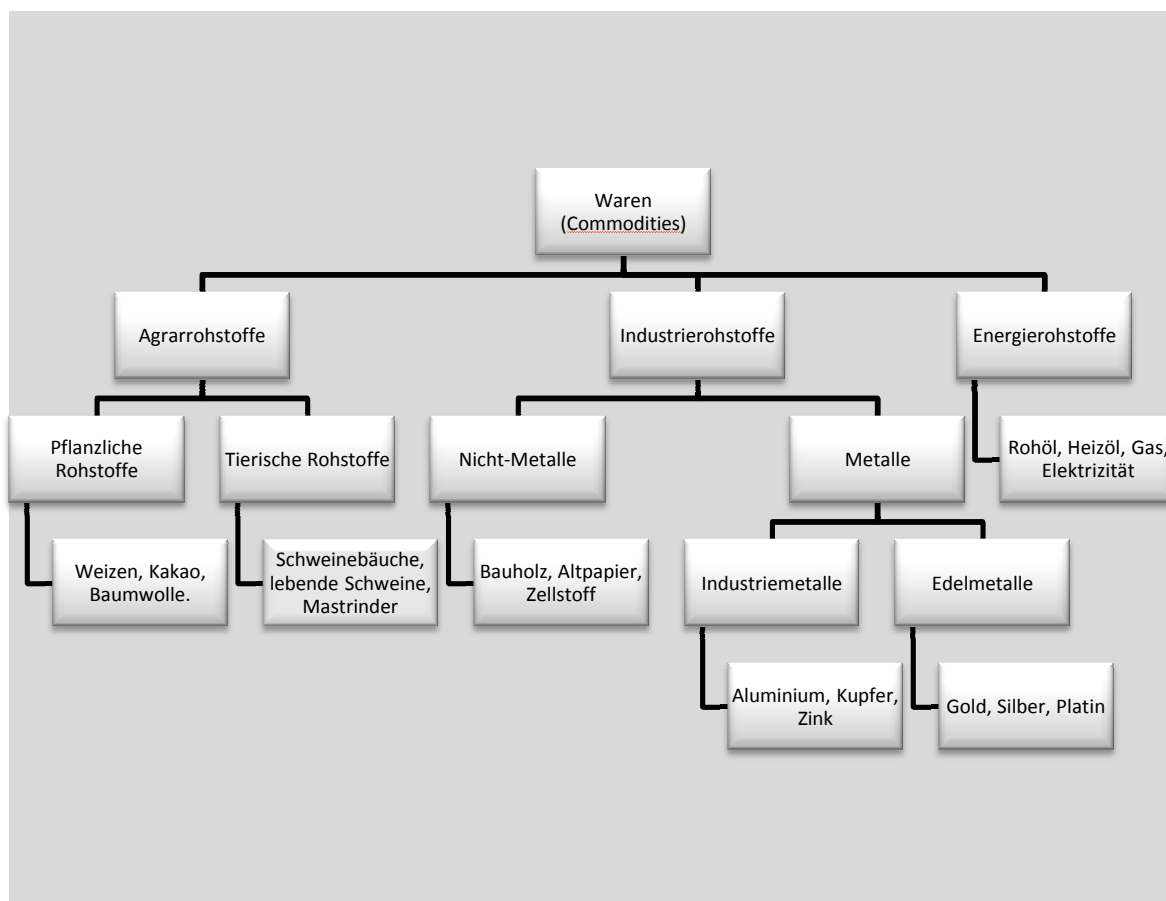 Waren
(Commodities)
Agrarrohstoffe
Industrierohstoffe
Energierohstoffe
Pflanzliche
Rohstoffe
Tierische Rohstoffe
Nicht-Metalle
Metalle
Rohöl, Heizöl, Gas,
Elektrizität
Weizen, Kakao,
Baumwolle.
Schweinebäuche,
lebende Schweine,
Mastrinder
Bauholz, Altpapier,
Zellstoff
Industriemetalle
Edelmetalle
Aluminium, Kupfer,
Zink
Gold, Silber, Platin